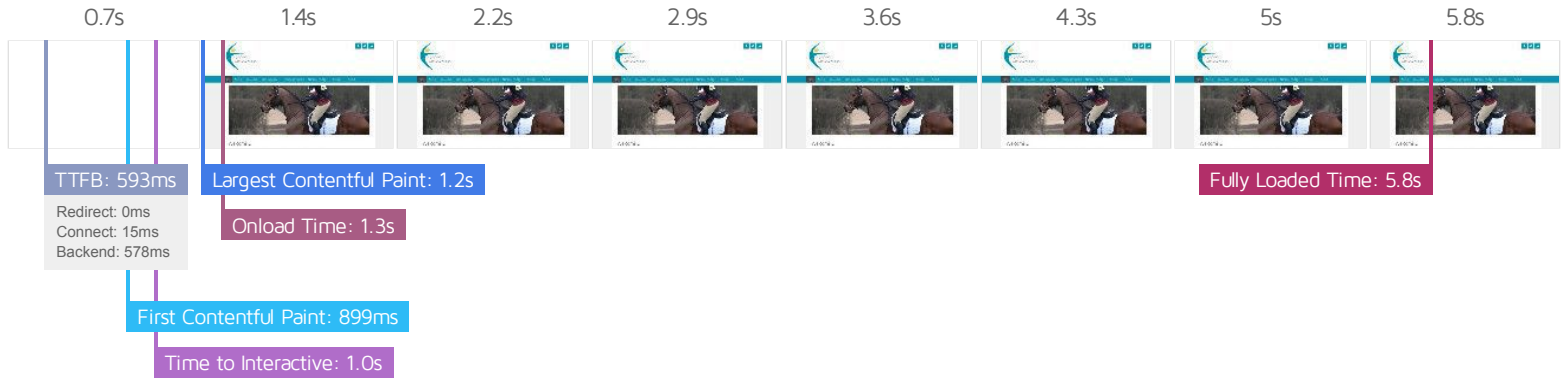 0.7s 1.4s 2.2s 2.9s 3.6s 4.3s 5s 5.8s
TTFB: 593ms
Redirect: 0ms
Connect: 15ms
Backend: 578ms
Largest Contentful Paint: 1.2s
Onload Time: 1.3s
First Contentful Paint: 899ms
Time to Interactive: 1.0s
Fully Loaded Time: 5.8s